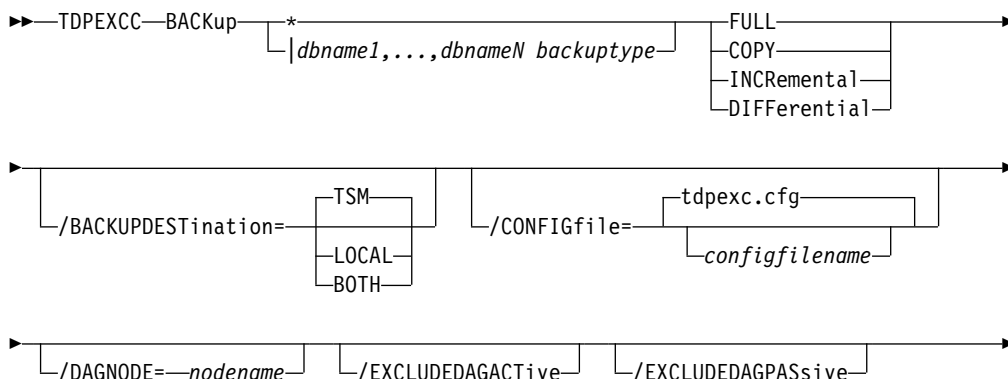 TDPEXCC BACKup * FULL
|dbname1,...,dbnameN backuptype COPY
INCRemental
DIFFerential
TSM tdpexc.cfg
/BACKUPDESTination= /CONFIGfile=
LOCAL configfilename
BOTH
/DAGNODE= nodename /EXCLUDEDAGACTive /EXCLUDEDAGPASsive